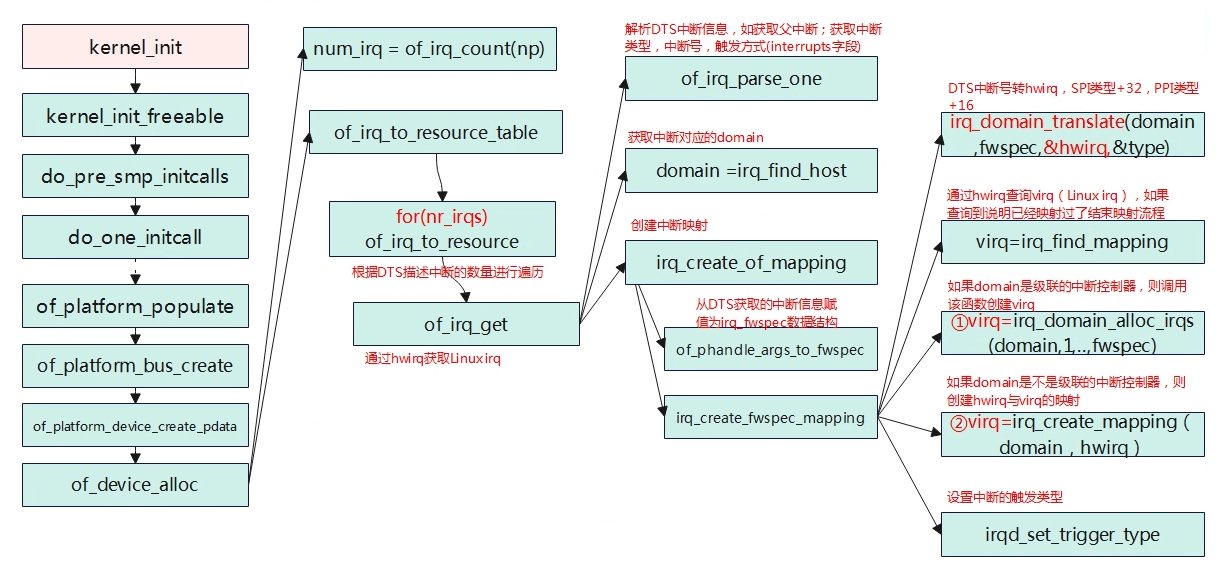 kernel_init
kernel_init_freeable
do_pre_smp_initcalls
do_one_initcall
of_platform_populate
of_platform_bus_create
of_platform_device_create_pdata
of_device_alloc
num_irq = of_irq_count(np)
of_irq_to_resource_table
for(nr_irqs)
of_irq_to_resource
根据DTS描述中断的数量进行遍历
of_irq_get
通过hwirq获取Linux irq
解析DTS中断信息，如获取父中断；获取中断
类型，中断号，触发方式(interrupts字段)
of_irq_parse_one
获取中断对应的domain
domain =irq_find_host
创建中断映射
irq_create_of_mapping
从DTS获取的中断信息赋
值为irq_fwspec数据结构
of_phandle_args_to_fwspec
irq_create_fwspec_mapping
DTS中断号转hwirq，SPI类型+32，PPI类型
+16
irq_domain_translate(domain
,fwspec,&hwirq,&type)
通过hwirq查询virq（Linux irq），如果
查询到说明已经映射过了结束映射流程
virq=irq_find_mapping
如果domain是级联的中断控制器，则调用
该函数创建virq
①virq=irq_domain_alloc_irqs
(domain,1,..,fwspec)
如果domain是不是级联的中断控制器，则
创建hwirq与virq的映射
②virq=irq_create_mapping（
domain，hwirq）
设置中断的触发类型
irqd_set_trigger_type